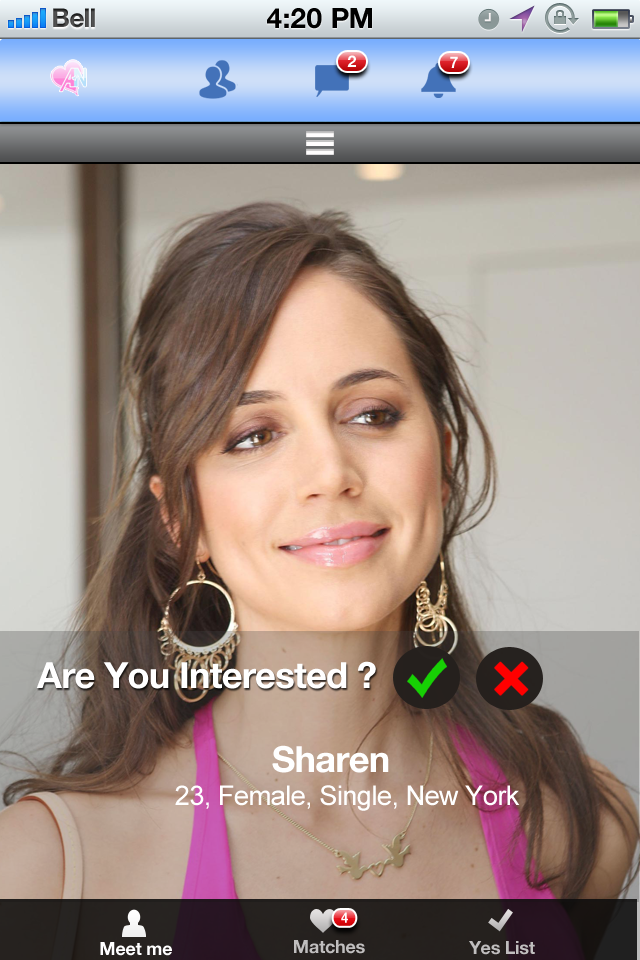 Bell 4:20 PM
2 7
Are You Interested ?
Sharen
23, Female, Single, New York
4
Meet me Matches Yes List